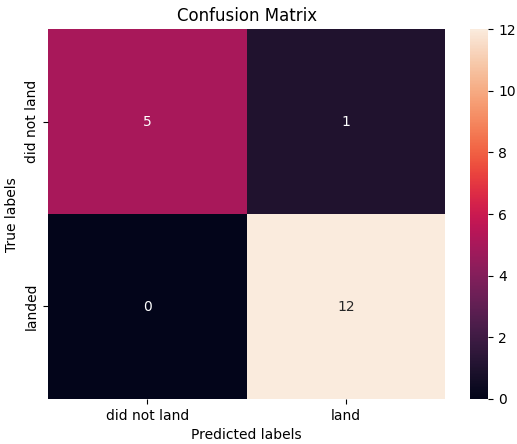 Confusion Matrix
True labels
did not land
landed
5
1
0
12
did not land
land
Predicted labels
12
10
8
6
4
2
0